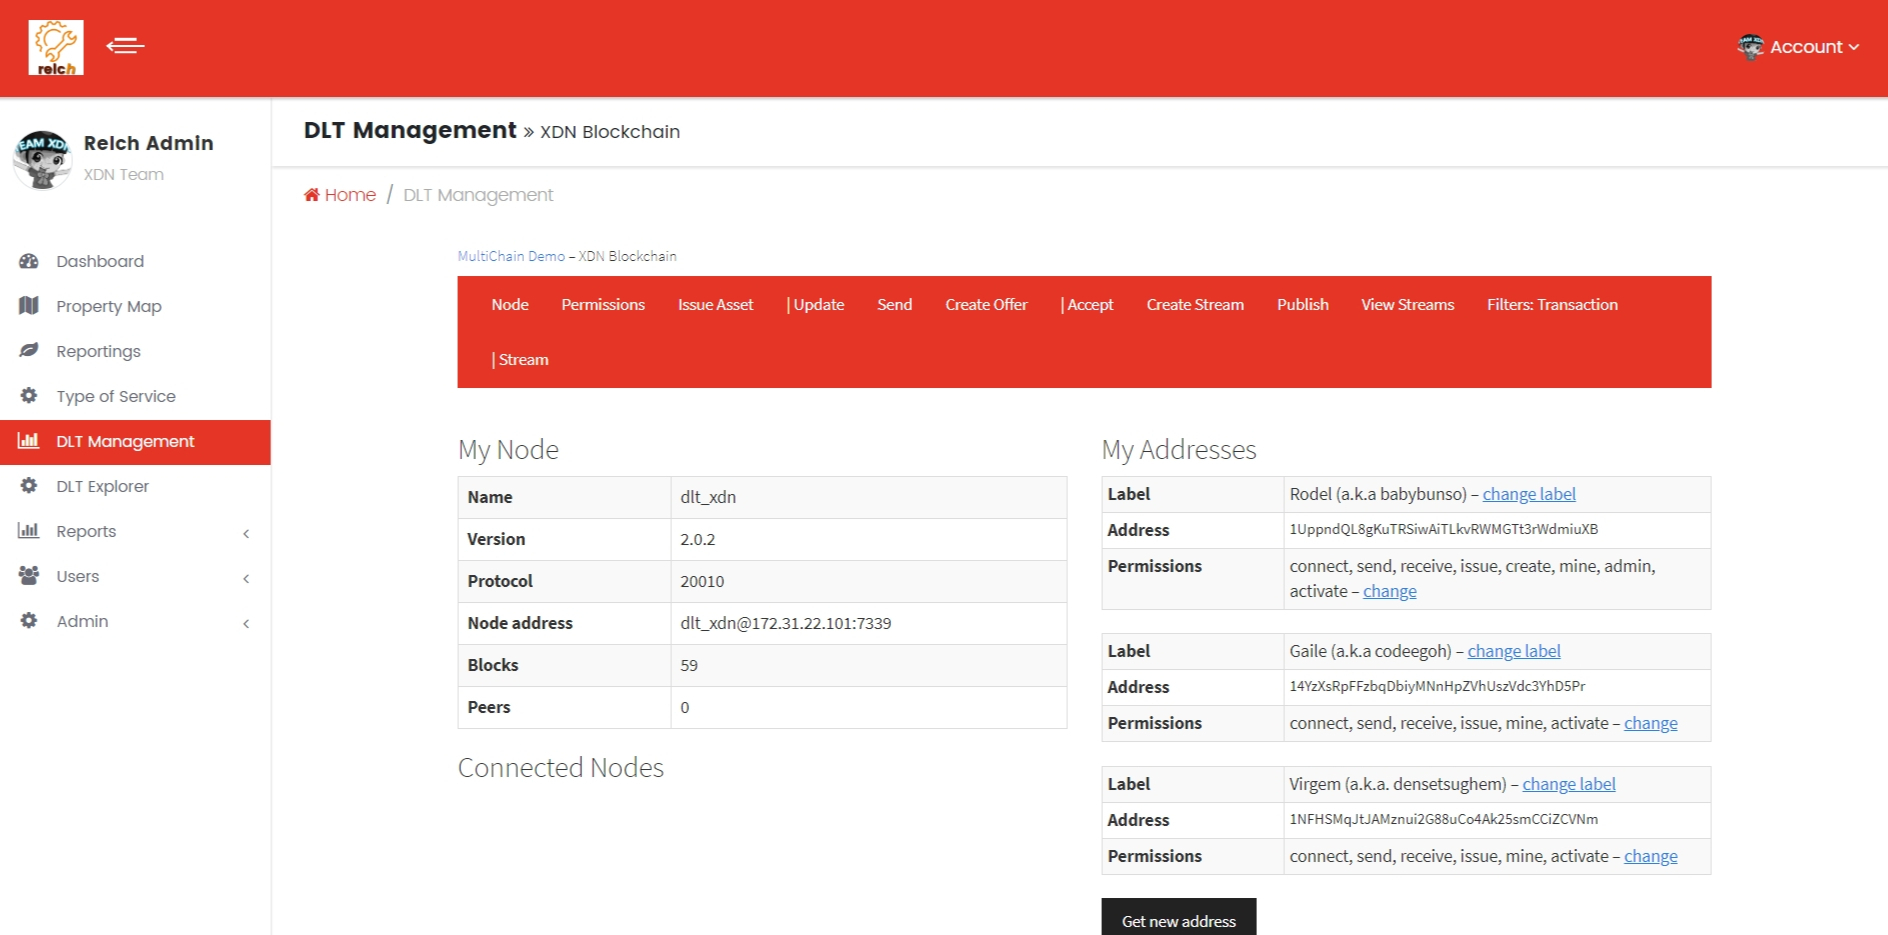 relch
Account
DLT Management » XDN Blockchain
Relch Admin
XDN Team
Home / DLT Management
Dashboard
Property Map
Reportings
Type of Service
DLT Management
DLT Explorer
Reports
Users
Admin
MultiChain Demo – XDN Blockchain
Node Permissions Issue Asset | Update Send Create Offer | Accept Create Stream Publish View Streams Filters: Transaction
| Stream
My Node
Name dlt_xdn
Version 2.0.2
Protocol 20010
Node address dlt_xdn@172.31.22.101:7339
Blocks 59
Peers 0
Connected Nodes
My Addresses
Label Rodel (a.k.a babybunso) – change label
Address 1UppndQL8gKuTRSiwAiTLkvRWMGTt3rWdmiuXB
Permissions connect, send, receive, issue, create, mine, admin,
activate – change
Label Gaile (a.k.a codeegoh) – change label
Address 14YzXsRpFFzbqDbiyMNnHpZVhUszVdc3YhD5Pr
Permissions connect, send, receive, issue, mine, activate – change
Label Virgem (a.k.a. densetsughem) – change label
Address 1NFHSMqJtJAMznui2G88uCo4Ak25smCCiZCVNm
Permissions connect, send, receive, issue, mine, activate – change
Get new address